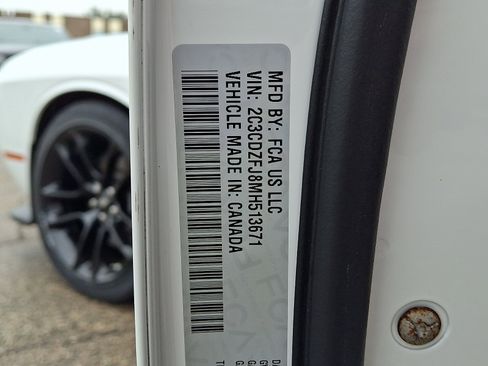 MFD BY: FCA US LLC
VIN: 2C3CDZFJ8MH513671
VEHICLE MADE IN: CANADA